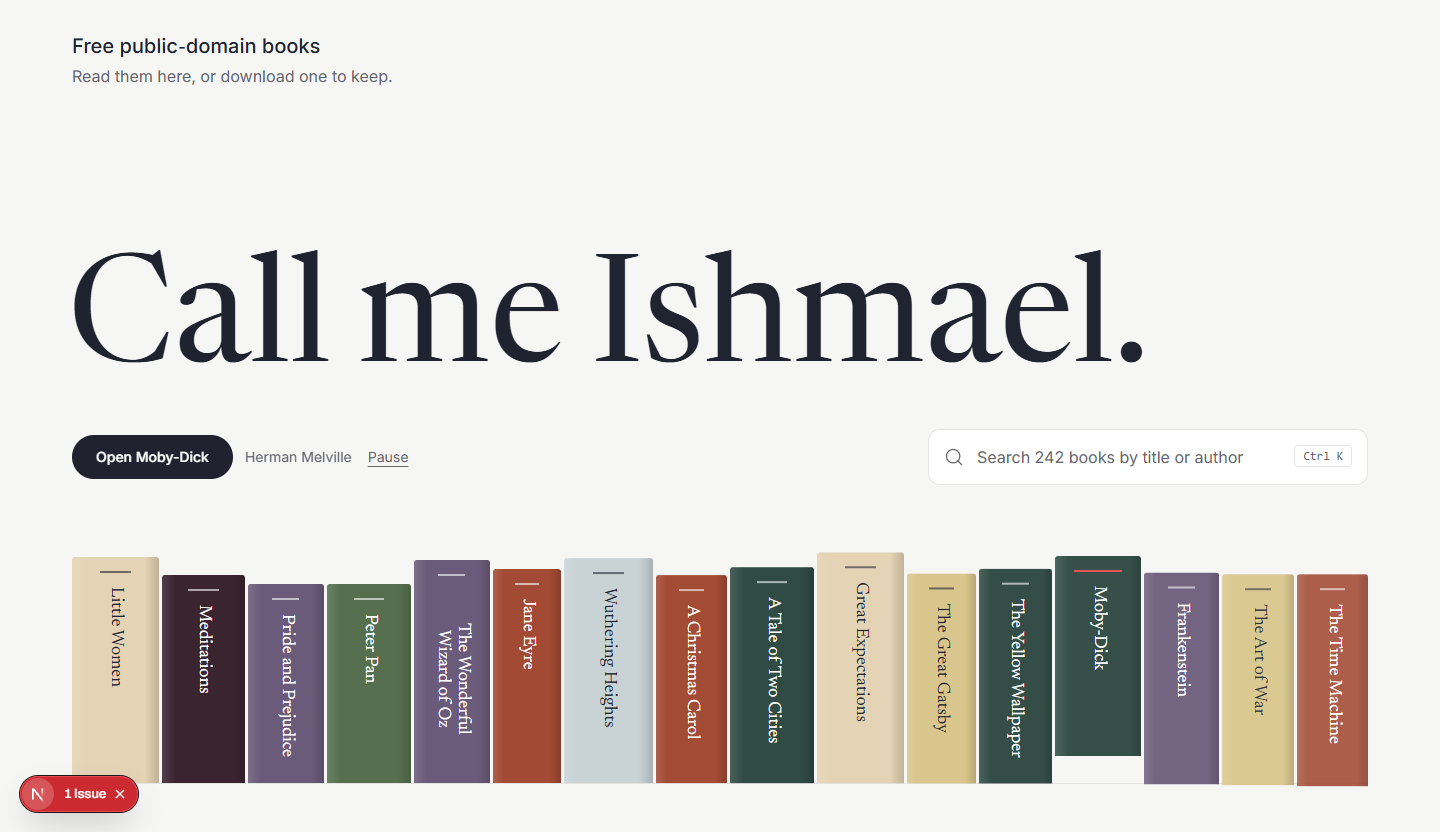 Free public-domain books
Read them here, or download one to keep.
Call me Ishmael.
Open Moby-Dick
Herman Melville
Pause
Search 242 books by title or author
Ctrl K
Little Women
Meditations
Pride and Prejudice
Peter Pan
The Wonderful
Wizard of Oz
Jane Eyre
Wuthering Heights
A Christmas Carol
A Tale of Two Cities
Great Expectations
The Great Gatsby
The Yellow Wallpaper
Moby-Dick
Frankenstein
The Art of War
The Time Machine
N
1 Issue